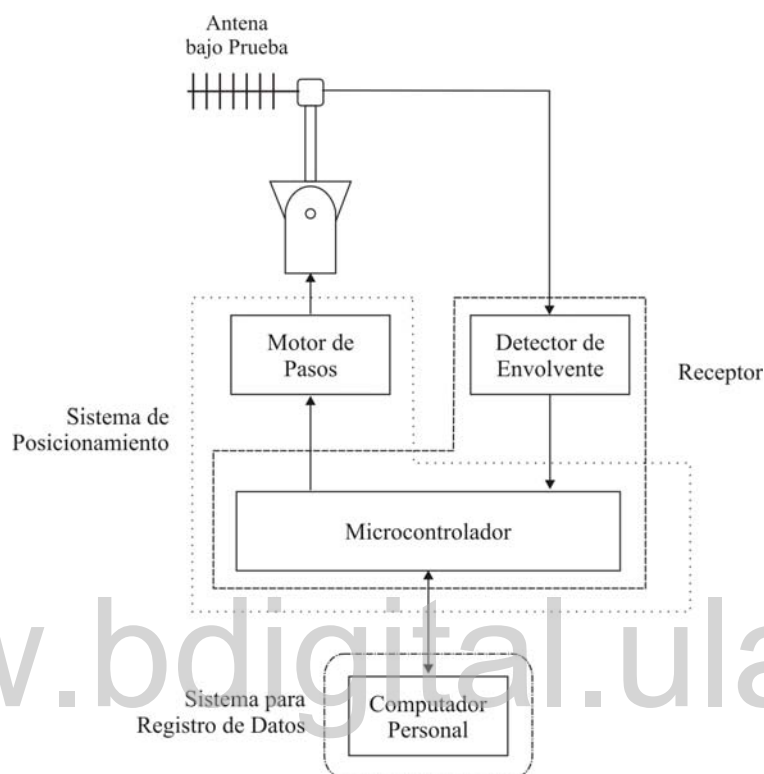 Antena
bajo Prueba
Motor de
Pasos
Detector de
Envolvente
Receptor
Sistema de
Posicionamiento
Microcontrolador
w.bdigital.ula
Sistema para
Registro de Datos
Computador
Personal